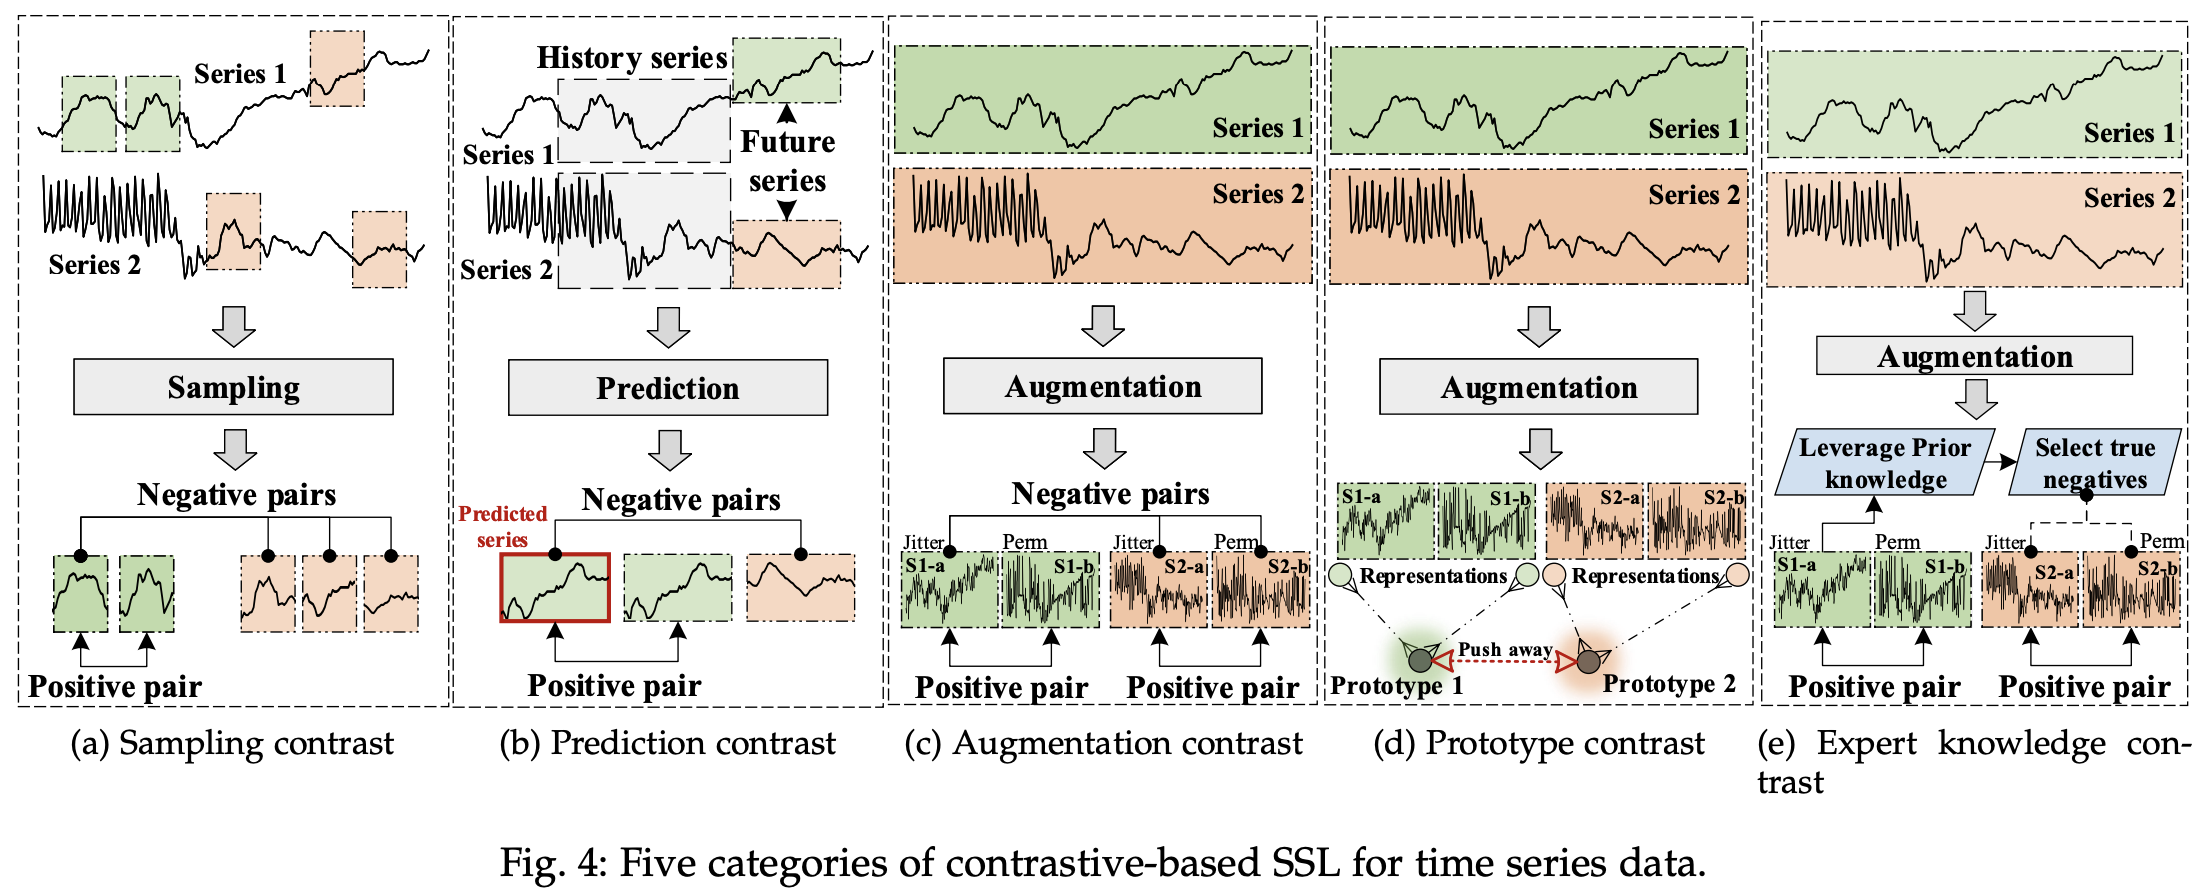 Series 1
Series 2
Sampling
Negative pairs
Positive pair
(a) Sampling contrast
History series
Series 1
Future
series
Series 2
Prediction
Negative pairs
Predicted
series
Positive pair
(b) Prediction contrast
Series 1
Series 2
Augmentation
Negative pairs
Jitter Perm Jitter Perm
S1-a S1-b S2-a S2-b
Positive pair Positive pair
(c) Augmentation contrast
Series 1
Series 2
Augmentation
S1-a S1-b S2-a S2-b
Representations Representations
Push away
Prototype 1 Prototype 2
(d) Prototype contrast
Series 1
Series 2
Augmentation
Leverage Prior
knowledge
Select true
negatives
Jitter Perm Jitter Perm
S1-a S1-b S2-a S2-b
Positive pair Positive pair
(e) Expert knowledge con-
trast
Fig. 4: Five categories of contrastive-based SSL for time series data.